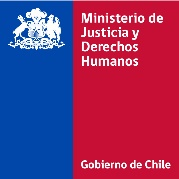 Ministerio de
Justicia y
Derechos
Humanos
Gobierno de Chile